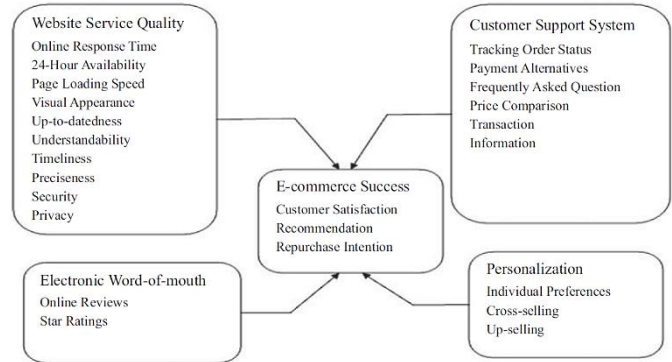 Website Service Quality
Online Response Time
24-Hour Availability
Page Loading Speed
Visual Appearance
Up-to-datedness
Understandability
Timeliness
Preciseness
Security
Privacy
Customer Support System
Tracking Order Status
Payment Alternatives
Frequently Asked Question
Price Comparison
Transaction
Information
E-commerce Success
Customer Satisfaction
Recommendation
Repurchase Intention
Electronic Word-of-mouth
Online Reviews
Star Ratings
Personalization
Individual Preferences
Cross-selling
Up-selling